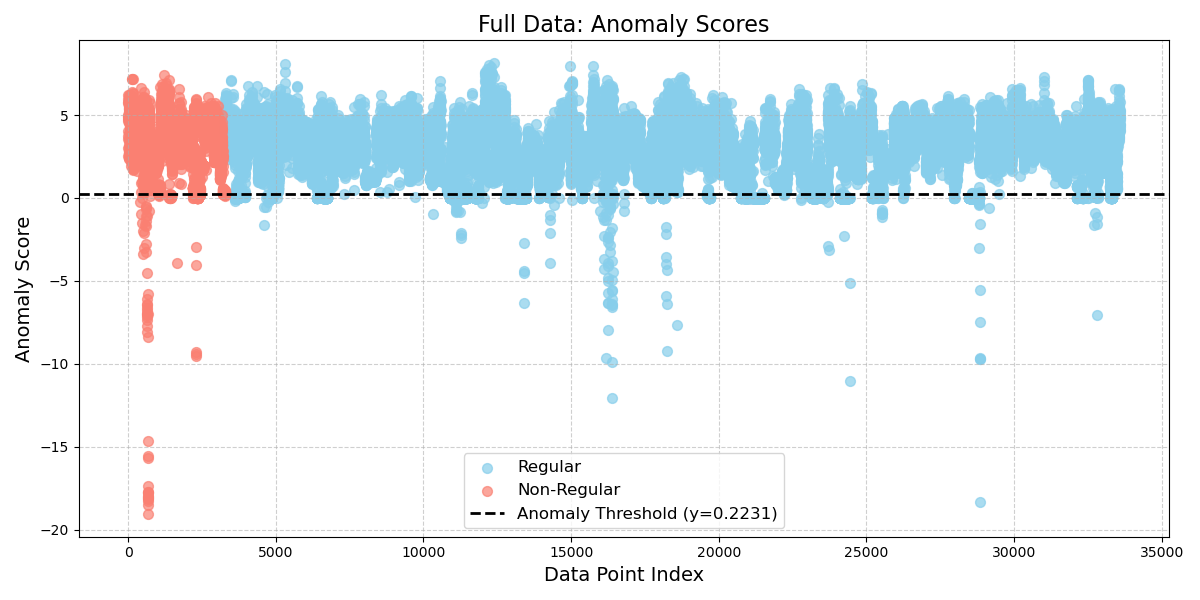 Full Data: Anomaly Scores
Anomaly Score
5
0
−5
−10
−15
−20
Regular
Non-Regular
Anomaly Threshold (y=0.2231)
0
5000
10000
15000
20000
25000
30000
35000
Data Point Index